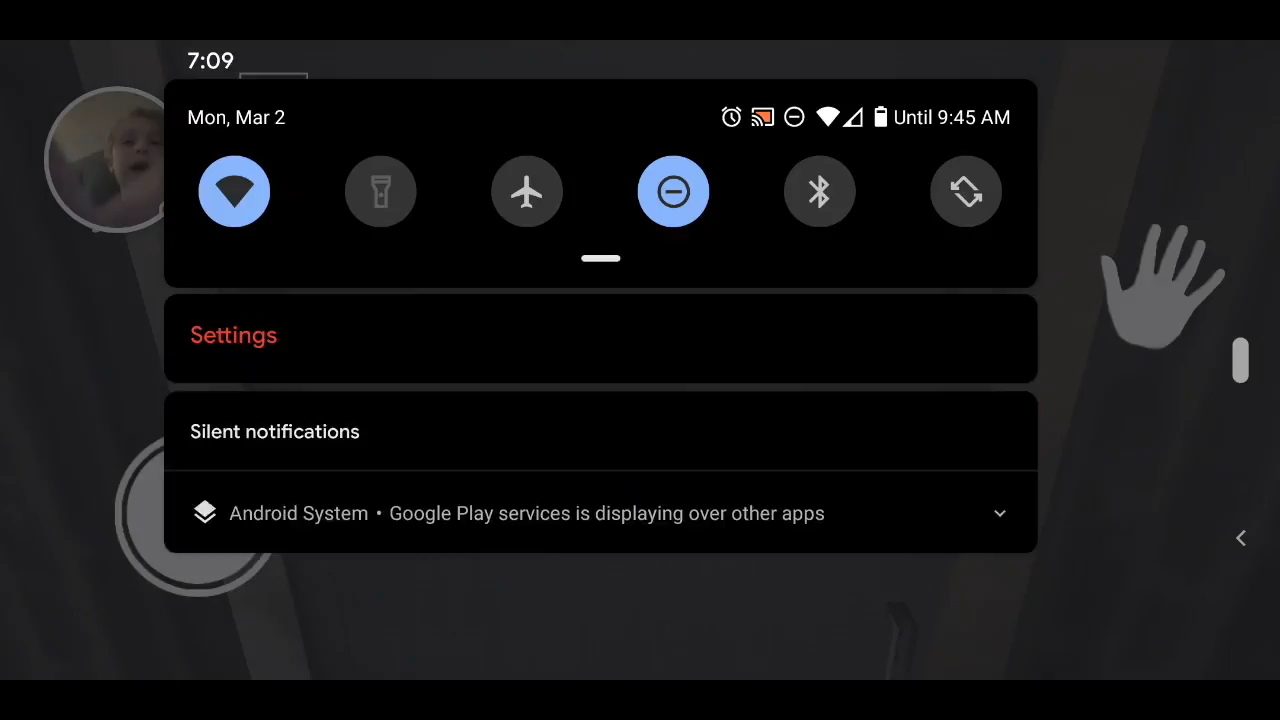 7:09
Mon, Mar 2
Until 9:45 AM
Settings
Silent notifications
Android System • Google Play services is displaying over other apps